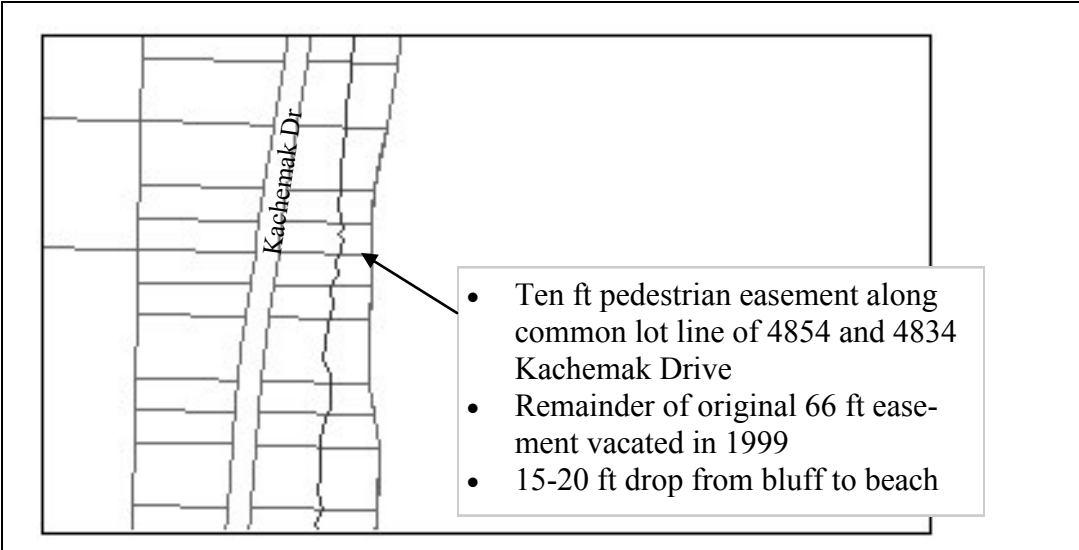 Kachemak Dr
• Ten ft pedestrian easement along
common lot line of 4854 and 4834
Kachemak Drive
• Remainder of original 66 ft ease-
ment vacated in 1999
• 15-20 ft drop from bluff to beach